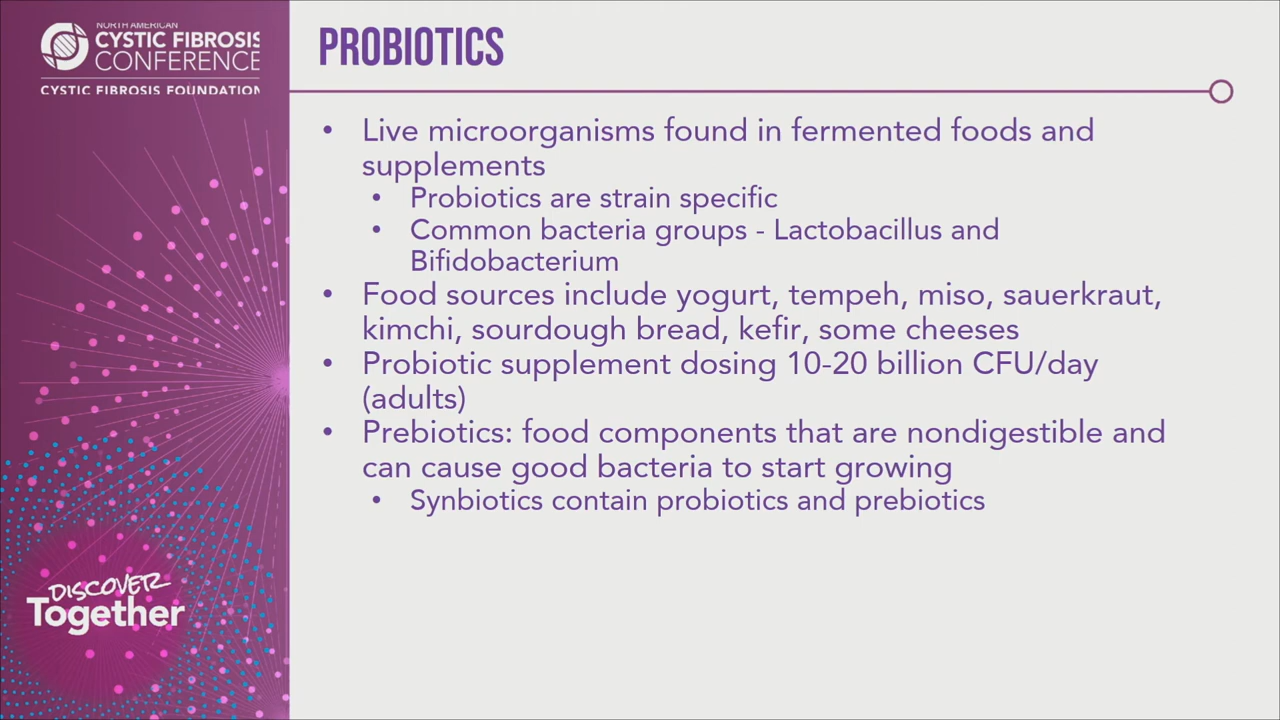 NORTH AMERICAN
CYSTIC FIBROSIS
CONFERENCE
CYSTIC FIBROSIS FOUNDATION
PROBIOTICS
• Live microorganisms found in fermented foods and
supplements
• Probiotics are strain specific
• Common bacteria groups - Lactobacillus and
Bifidobacterium
• Food sources include yogurt, tempeh, miso, sauerkraut,
kimchi, sourdough bread, kefir, some cheeses
• Probiotic supplement dosing 10-20 billion CFU/day
(adults)
• Prebiotics: food components that are nondigestible and
can cause good bacteria to start growing
• Synbiotics contain probiotics and prebiotics
DISCOVER
Together